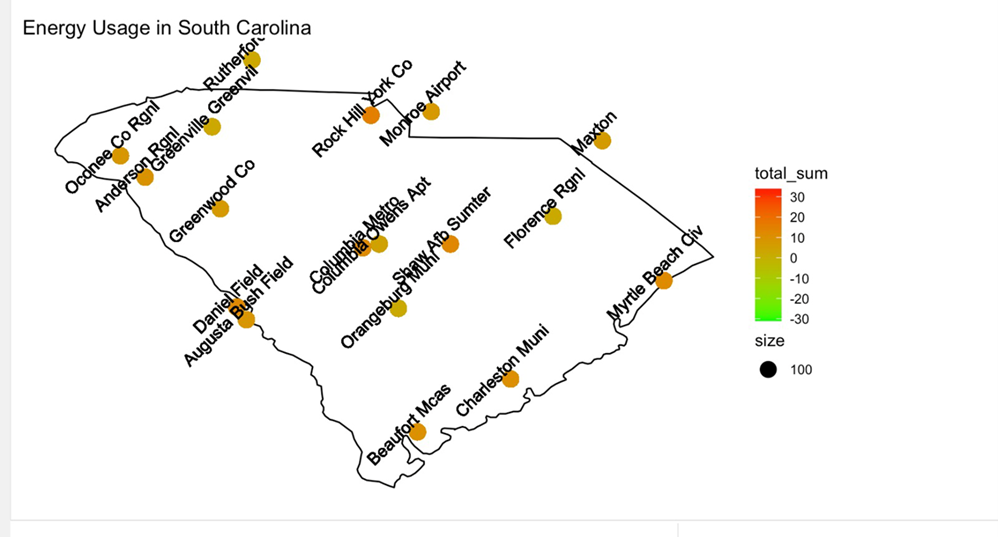 Energy Usage in South Carolina
Rutherford
Greenville Greenvil
Oconee Co Rgnl
Anderson Rgnl
Greenwood Co
Rock Hill York Co
Monroe Airport
Maxton
Florence Rgnl
Columbia Metro
Columbia Owens Apt
Shaw Afb Sumter
Orangeburg Muni
Daniel Field
Augusta Bush Field
Myrtle Beach Civ
Charleston Muni
Beaufort Mcas
total_sum
30
20
10
0
-10
-20
-30
size
100